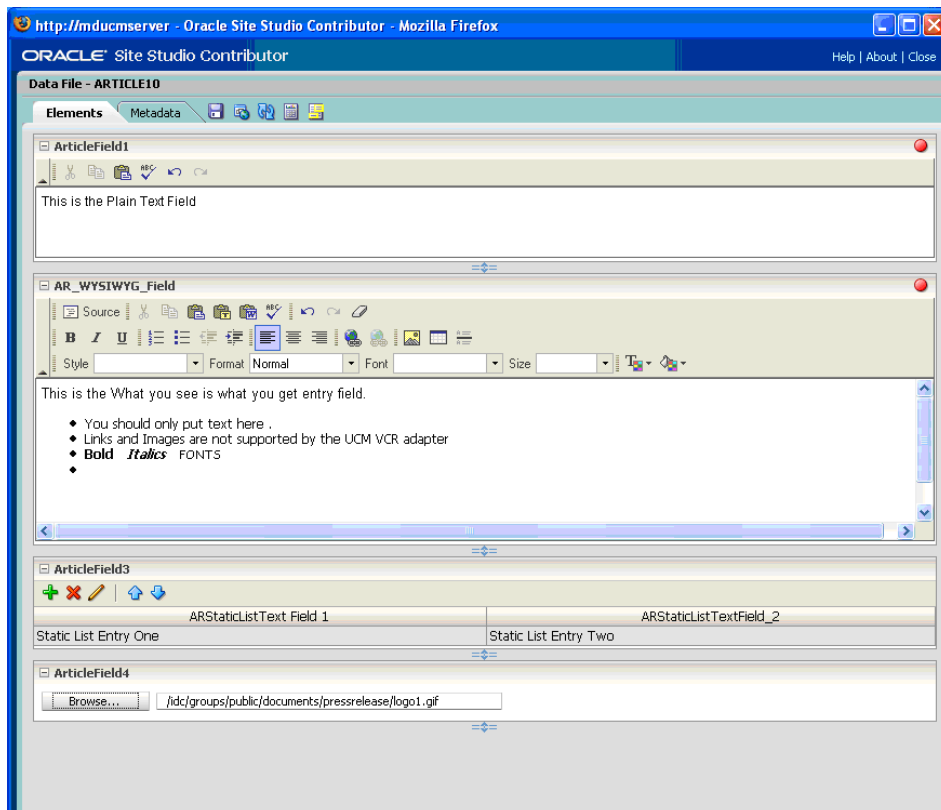 http://mducmserver - Oracle Site Studio Contributor - Mozilla Firefox
ORACLE Site Studio Contributor
Help | About | Close
Data File - ARTICLE10
Elements Metadata
ArticleField1
ABC
This is the Plain Text Field
AR_WYSIWYG_Field
Source ABC
B I U
Style Format Normal Font Size
This is the What you see is what you get entry field.
You should only put text here .
Links and Images are not supported by the UCM VCR adapter
Bold Italics FONTS
ArticleField3
ARStaticListText Field 1 ARStaticListTextField_2
Static List Entry One Static List Entry Two
ArticleField4
Browse... /idc/groups/public/documents/pressrelease/logo1.gif